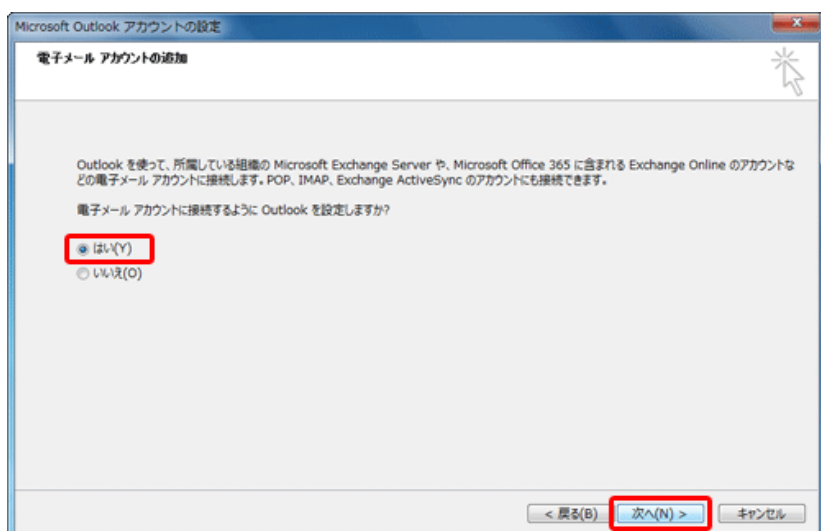 Microsoft Outlook アカウントの設定
電子メール アカウントの追加
Outlook を使って、所属している組織の Microsoft Exchange Server や、Microsoft Office 365 に含まれる Exchange Online のアカウントな
どの電子メール アカウントに接続します。POP、IMAP、Exchange ActiveSync のアカウントにも接続できます。
電子メール アカウントに接続するように Outlook を設定しますか?
はい(Y)
いいえ(O)
< 戻る(B) 次へ(N) > キャンセル